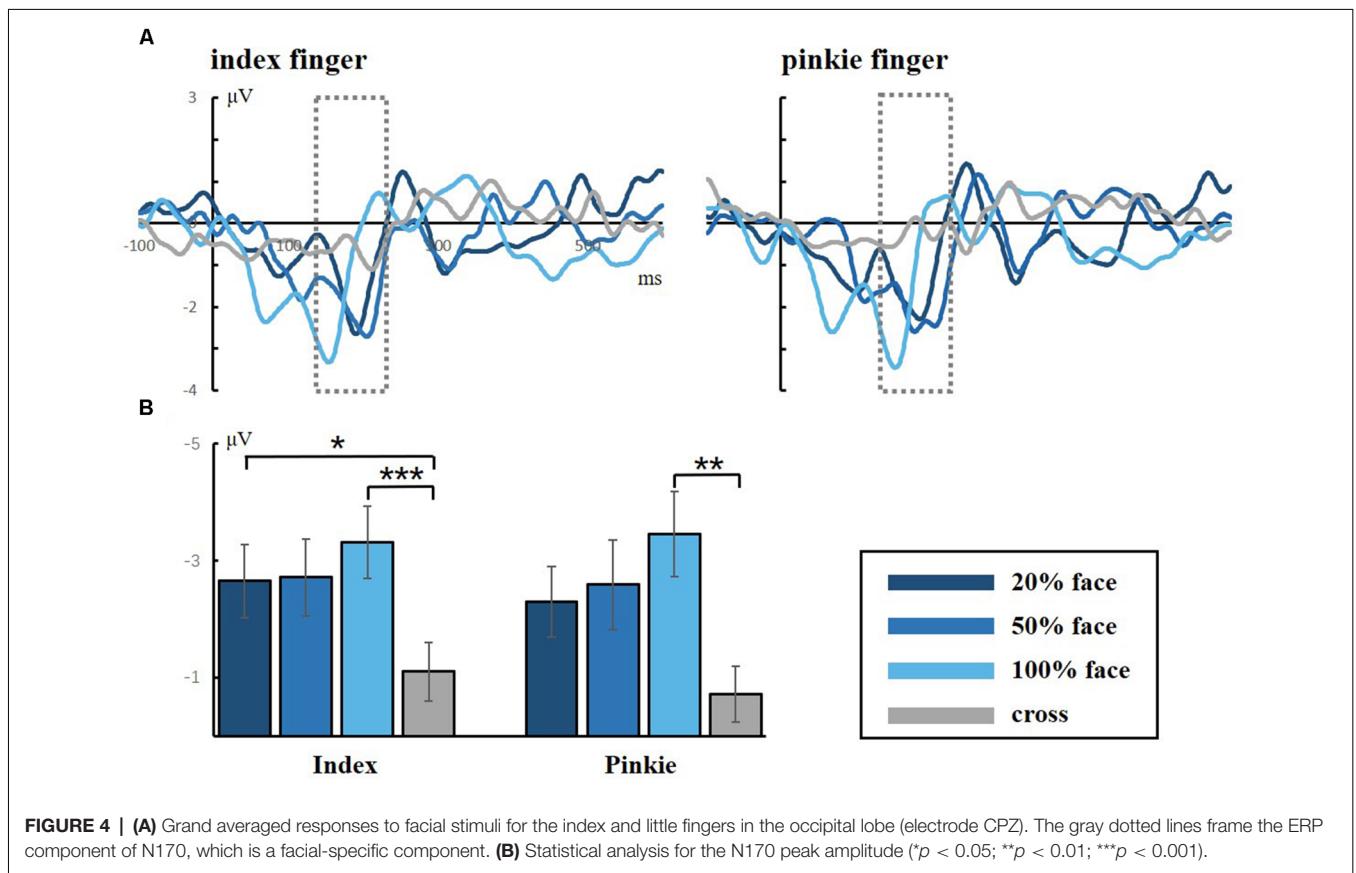 A
index finger
pinkie finger
3
μV
-100
100
300
500
ms
-2
-4
B
-5
μV
*
***
**
-3
-1
Index
Pinkie
20% face
50% face
100% face
cross
FIGURE 4 | (A) Grand averaged responses to facial stimuli for the index and little fingers in the occipital lobe (electrode CPZ). The gray dotted lines frame the ERP
component of N170, which is a facial-specific component. (B) Statistical analysis for the N170 peak amplitude (*p < 0.05; **p < 0.01; ***p < 0.001).